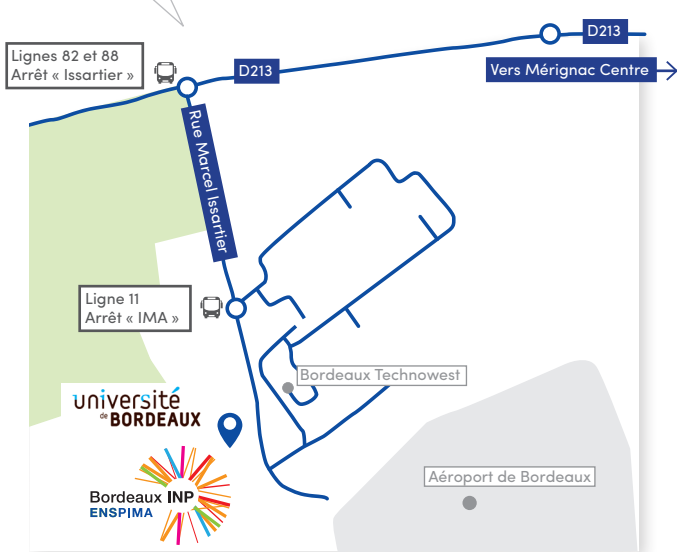 D213
Lignes 82 et 88
Arrêt « Issartier »
D213
Vers Mérignac Centre
Rue Marcel Issartier
Ligne 11
Arrêt « IMA »
Bordeaux Technowest
université
de BORDEAUX
Aéroport de Bordeaux
Bordeaux INP
ENSPIMA